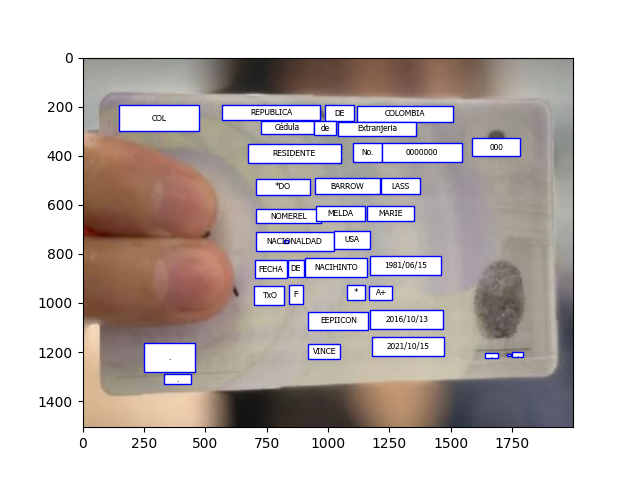 COL
REPUBLICA DE COLOMBIA
Cédula de Extranjeria
RESIDENTE No. 0000000 000
*DO BARROW LASS
NOMEREL MELDA MARIE
NACIONALDAD USA
FECHA DE NACIHINTO 1981/06/15
TxO F * A+
EEPIICON 2016/10/13
VINCE 2021/10/15
.
.
0
200
400
600
800
1000
1200
1400
0 250 500 750 1000 1250 1500 1750